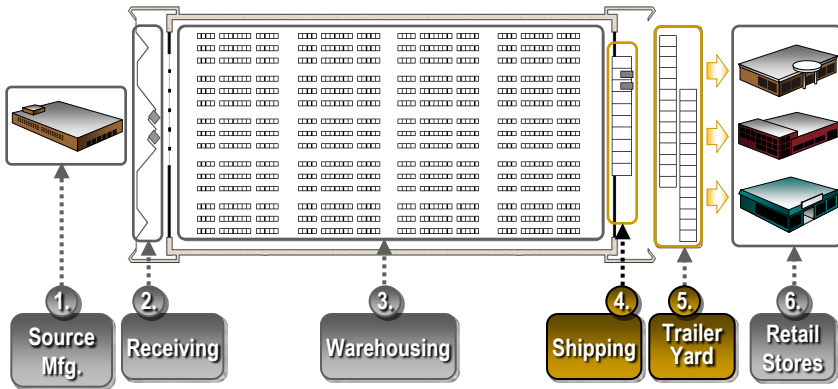 1.
Source
Mfg.
2.
Receiving
3.
Warehousing
4.
Shipping
5.
Trailer
Yard
6.
Retail
Stores